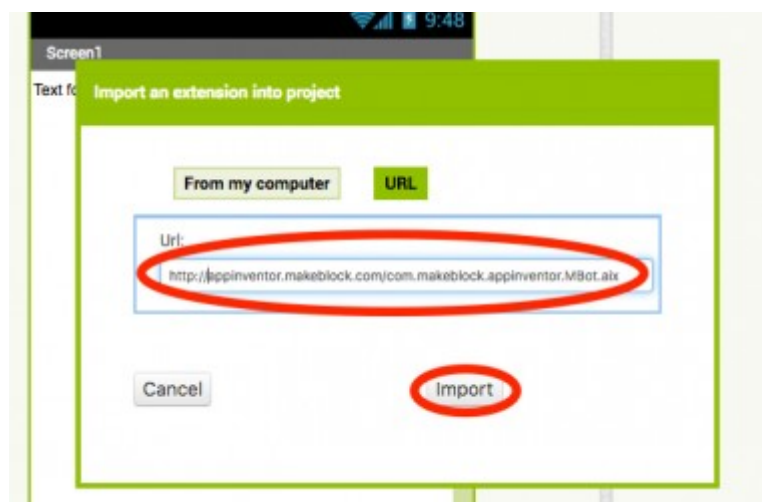 9:48
Screen1
Text fo
Import an extension into project
From my computer URL
Url:
http://appinventor.makeblock.com/com.makeblock.appinventor.MBot.aix
Cancel Import